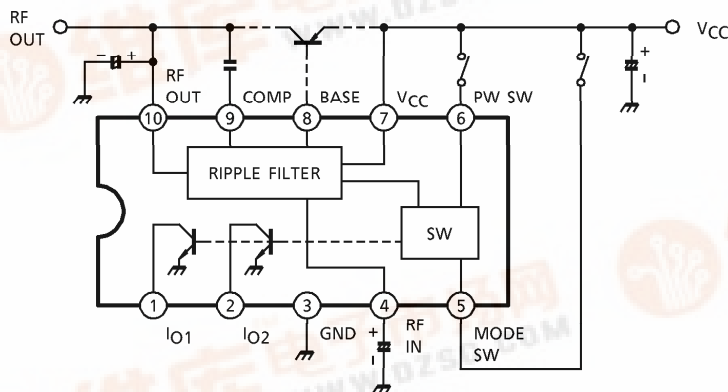 RF
OUT
VCC
− +
RF
OUT
COMP
BASE
VCC
PW SW
+
−
10
9
8
7
6
RIPPLE FILTER
SW
1
2
3
4
5
IO1
IO2
GND
RF
IN
MODE
SW
+
−